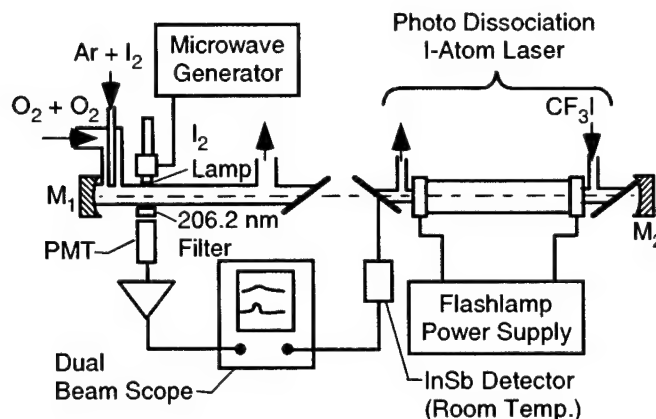 Photo Dissociation
I-Atom Laser
Microwave
Generator
Ar + I₂
O₂ + O₂
CF₃I
I₂
Lamp
M₁
M₂
206.2 nm
Filter
PMT
Flashlamp
Power Supply
Dual
Beam Scope
InSb Detector
(Room Temp.)